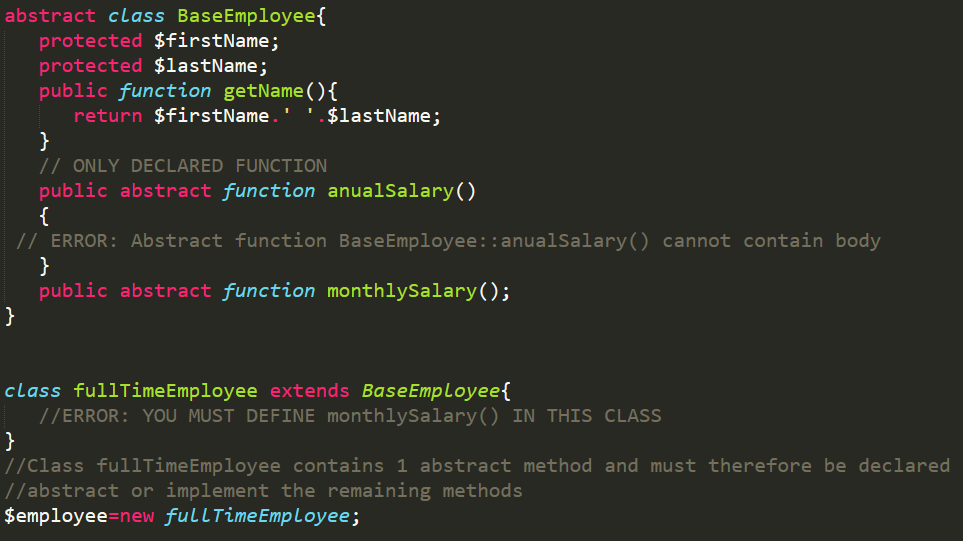 abstract class BaseEmployee{
   protected $firstName;
   protected $lastName;
   public function getName(){
      return $firstName.' '.$lastName;
   }
   // ONLY DECLARED FUNCTION
   public abstract function anualSalary()
   {
 // ERROR: Abstract function BaseEmployee::anualSalary() cannot contain body
   }
   public abstract function monthlySalary();
}
class fullTimeEmployee extends BaseEmployee{
   //ERROR: YOU MUST DEFINE monthlySalary() IN THIS CLASS
}
//Class fullTimeEmployee contains 1 abstract method and must therefore be declared
//abstract or implement the remaining methods
$employee=new fullTimeEmployee;